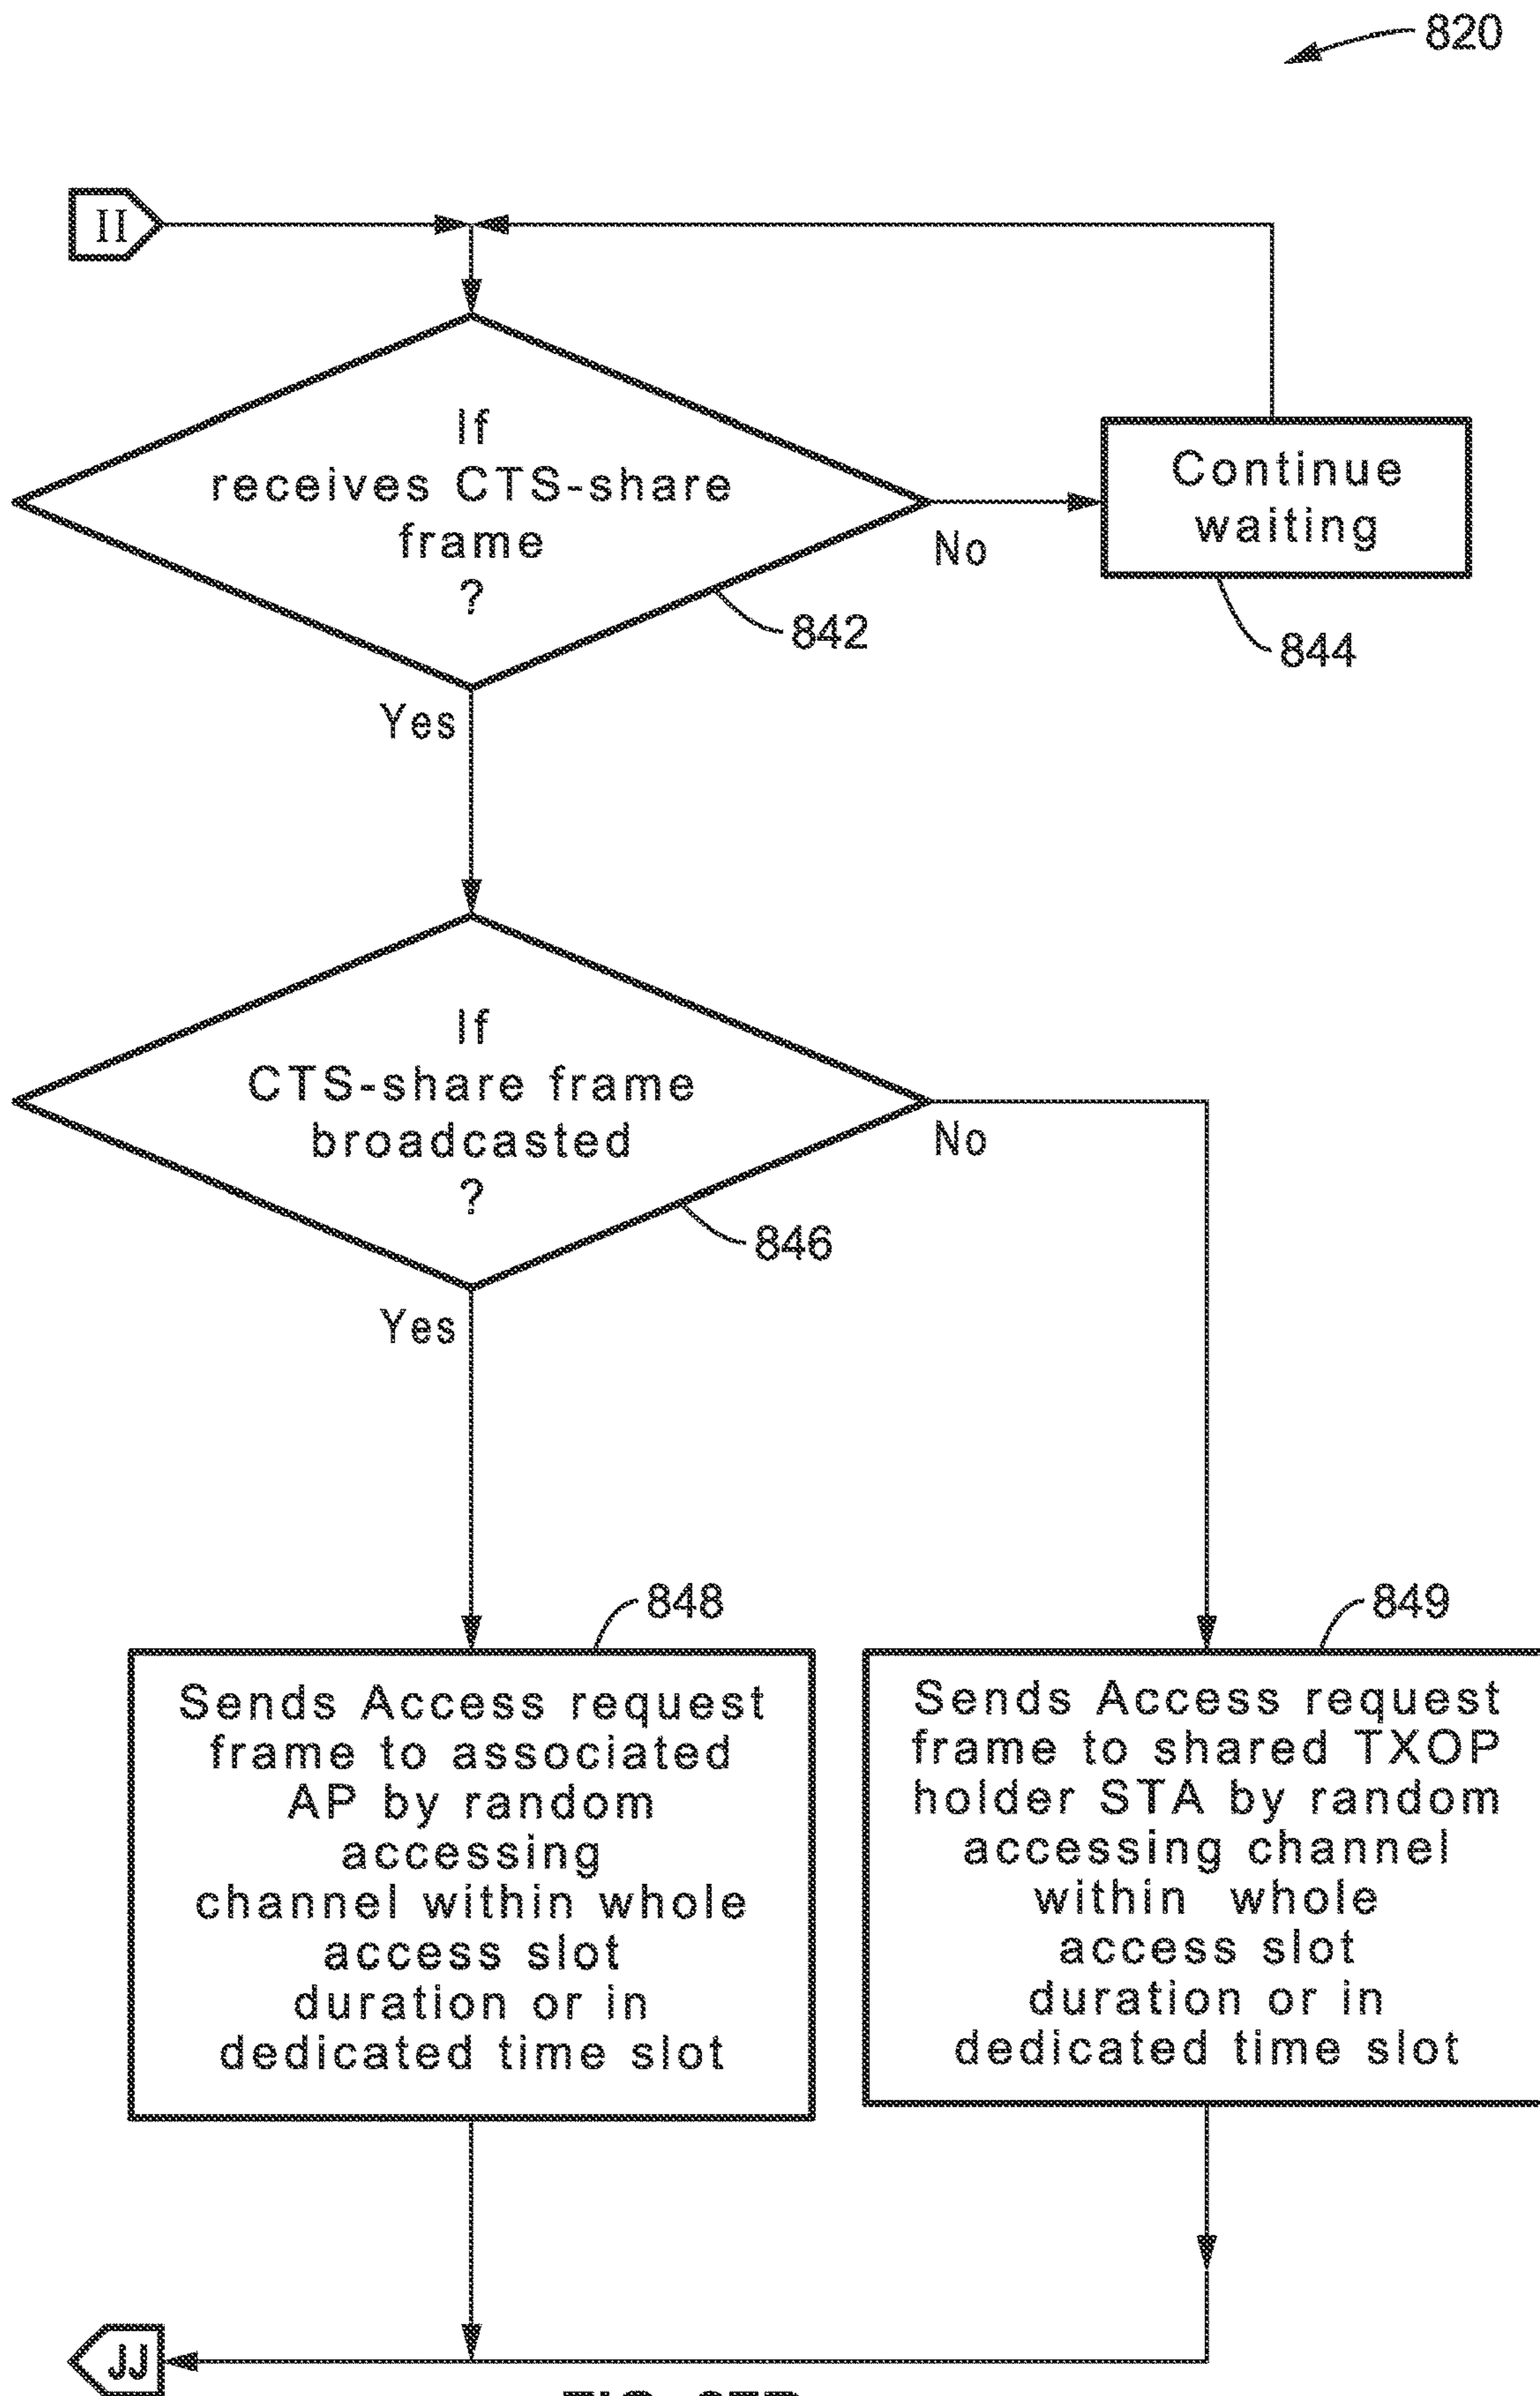 820
II
If
receives CTS-share
frame
?
No
Continue
waiting
842
844
Yes
If
CTS-share frame
broadcasted
?
No
846
Yes
848
849
Sends Access request
frame to associated
AP by random
accessing
channel within whole
access slot
duration or in
dedicated time slot
Sends Access request
frame to shared TXOP
holder STA by random
accessing channel
within whole
access slot
duration or in
dedicated time slot
JJ